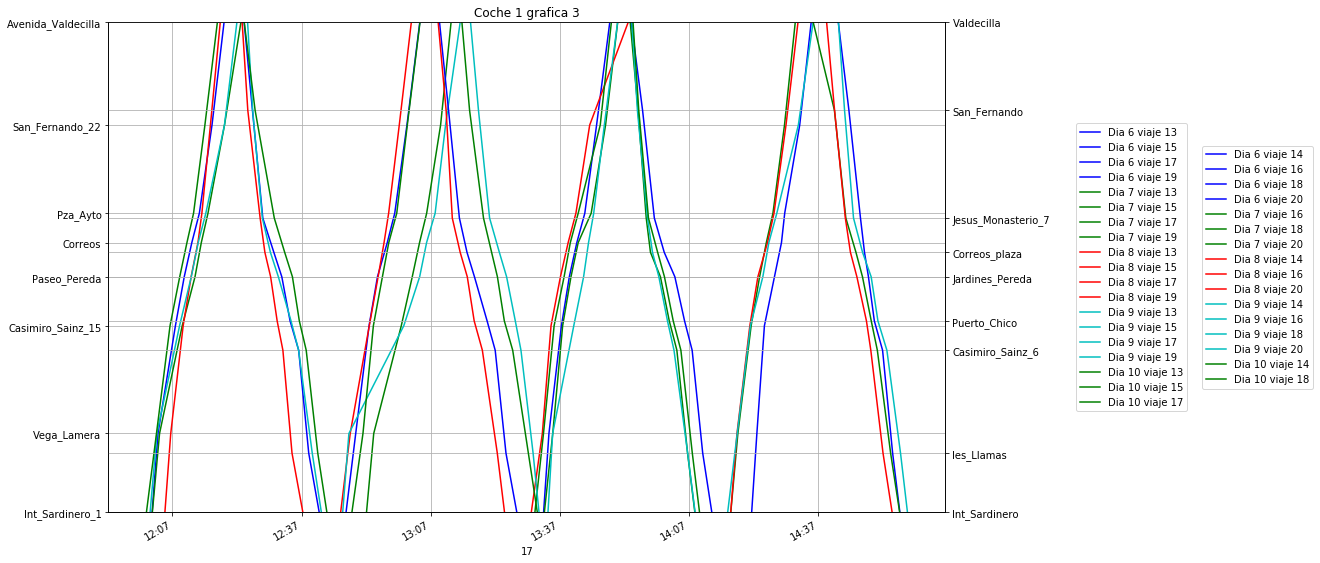 Coche 1 grafica 3
Avenida_Valdecilla
San_Fernando_22
Pza_Ayto
Correos
Paseo_Pereda
Casimiro_Sainz_15
Vega_Lamera
Int_Sardinero_1
Valdecilla
San_Fernando
Jesus_Monasterio_7
Correos_plaza
Jardines_Pereda
Puerto_Chico
Casimiro_Sainz_6
Ies_Llamas
Int_Sardinero
12:07
12:37
13:07
13:37
14:07
14:37
17
Dia 6 viaje 13
Dia 6 viaje 15
Dia 6 viaje 17
Dia 6 viaje 19
Dia 7 viaje 13
Dia 7 viaje 15
Dia 7 viaje 17
Dia 7 viaje 19
Dia 8 viaje 13
Dia 8 viaje 15
Dia 8 viaje 17
Dia 8 viaje 19
Dia 9 viaje 13
Dia 9 viaje 15
Dia 9 viaje 17
Dia 9 viaje 19
Dia 10 viaje 13
Dia 10 viaje 15
Dia 10 viaje 17
Dia 6 viaje 14
Dia 6 viaje 16
Dia 6 viaje 18
Dia 6 viaje 20
Dia 7 viaje 16
Dia 7 viaje 18
Dia 7 viaje 20
Dia 8 viaje 14
Dia 8 viaje 16
Dia 8 viaje 20
Dia 9 viaje 14
Dia 9 viaje 16
Dia 9 viaje 18
Dia 9 viaje 20
Dia 10 viaje 14
Dia 10 viaje 18